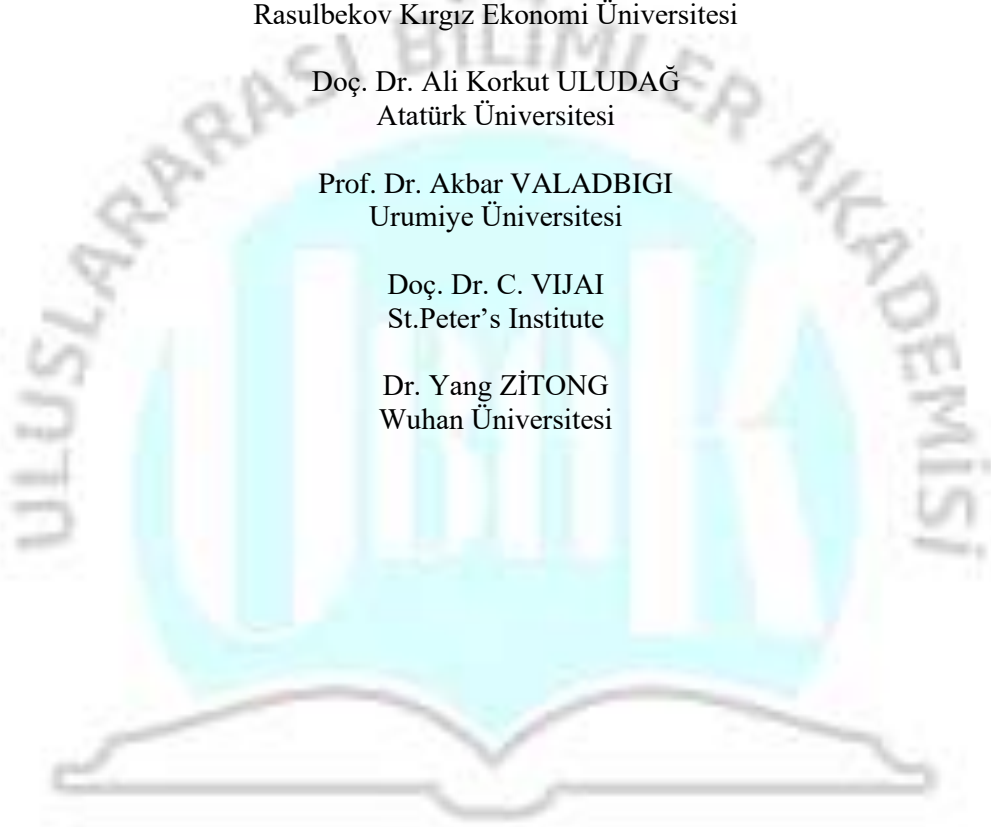 Rasulbekov Kırgız Ekonomi Üniversitesi
Doç. Dr. Ali Korkut ULUDAĞ
Atatürk Üniversitesi
Prof. Dr. Akbar VALADBIGI
Urumiye Üniversitesi
Doç. Dr. C. VIJAI
St.Peter’s Institute
Dr. Yang ZİTONG
Wuhan Üniversitesi
ULUSLARARASI BİLİMLER AKADEMİSİ